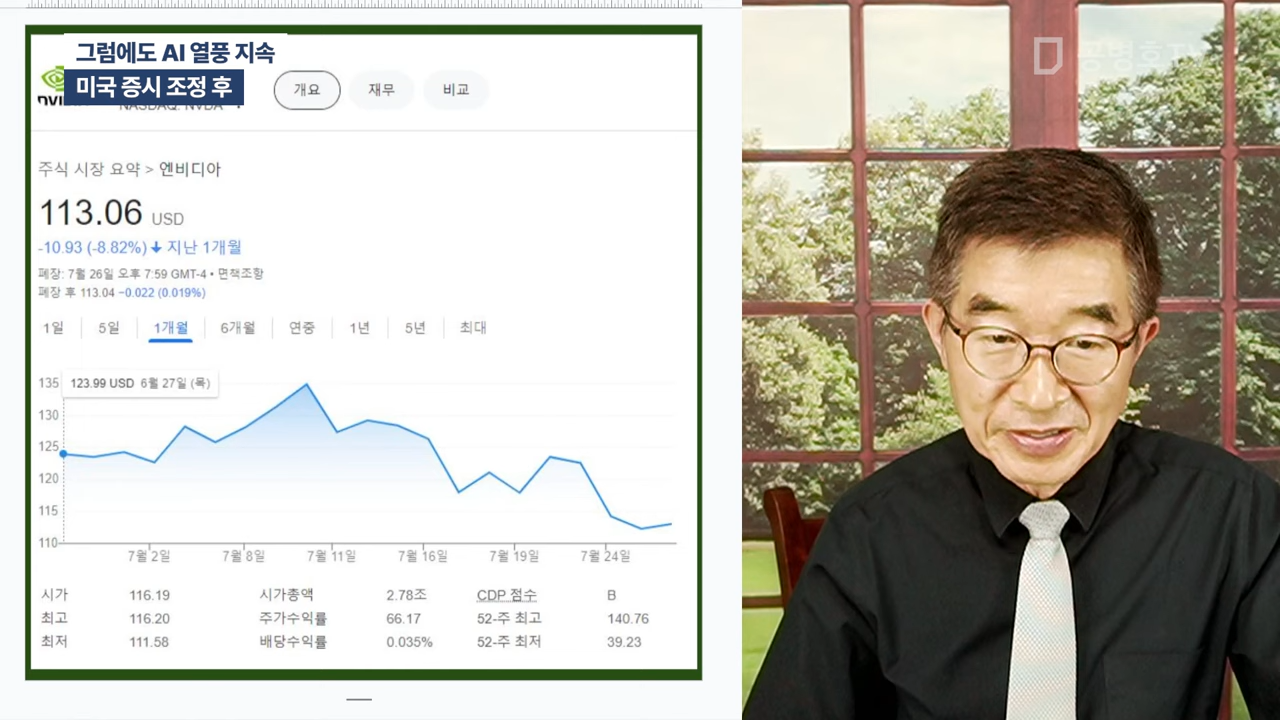 그럼에도 AI 열풍 지속
미국 증시 조정 후
NASDAQ: NVDA
개요
재무
비교
주식 시장 요약 > 엔비디아
113.06 USD
-10.93 (-8.82%) ↓ 지난 1개월
폐장: 7월 26일 오후 7:59 GMT-4 • 면책조항
폐장 후 113.04 −0.022 (0.019%)
1일 5일 1개월 6개월 연중 1년 5년 최대
123.99 USD 6월 27일 (목)
135
130
125
120
115
110
7월 2일 7월 8일 7월 11일 7월 16일 7월 19일 7월 24일
시가 116.19 시가총액 2.78조 CDP 점수 B
최고 116.20 주가수익률 66.17 52-주 최고 140.76
최저 111.58 배당수익률 0.035% 52-주 최저 39.23
공병호TV